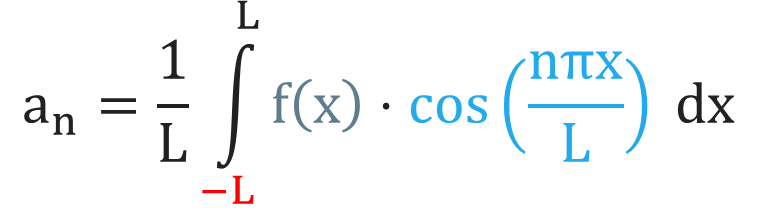 aₙ = 1/L ∫_{-L}^{L} f(x) · cos(nπx/L) dx